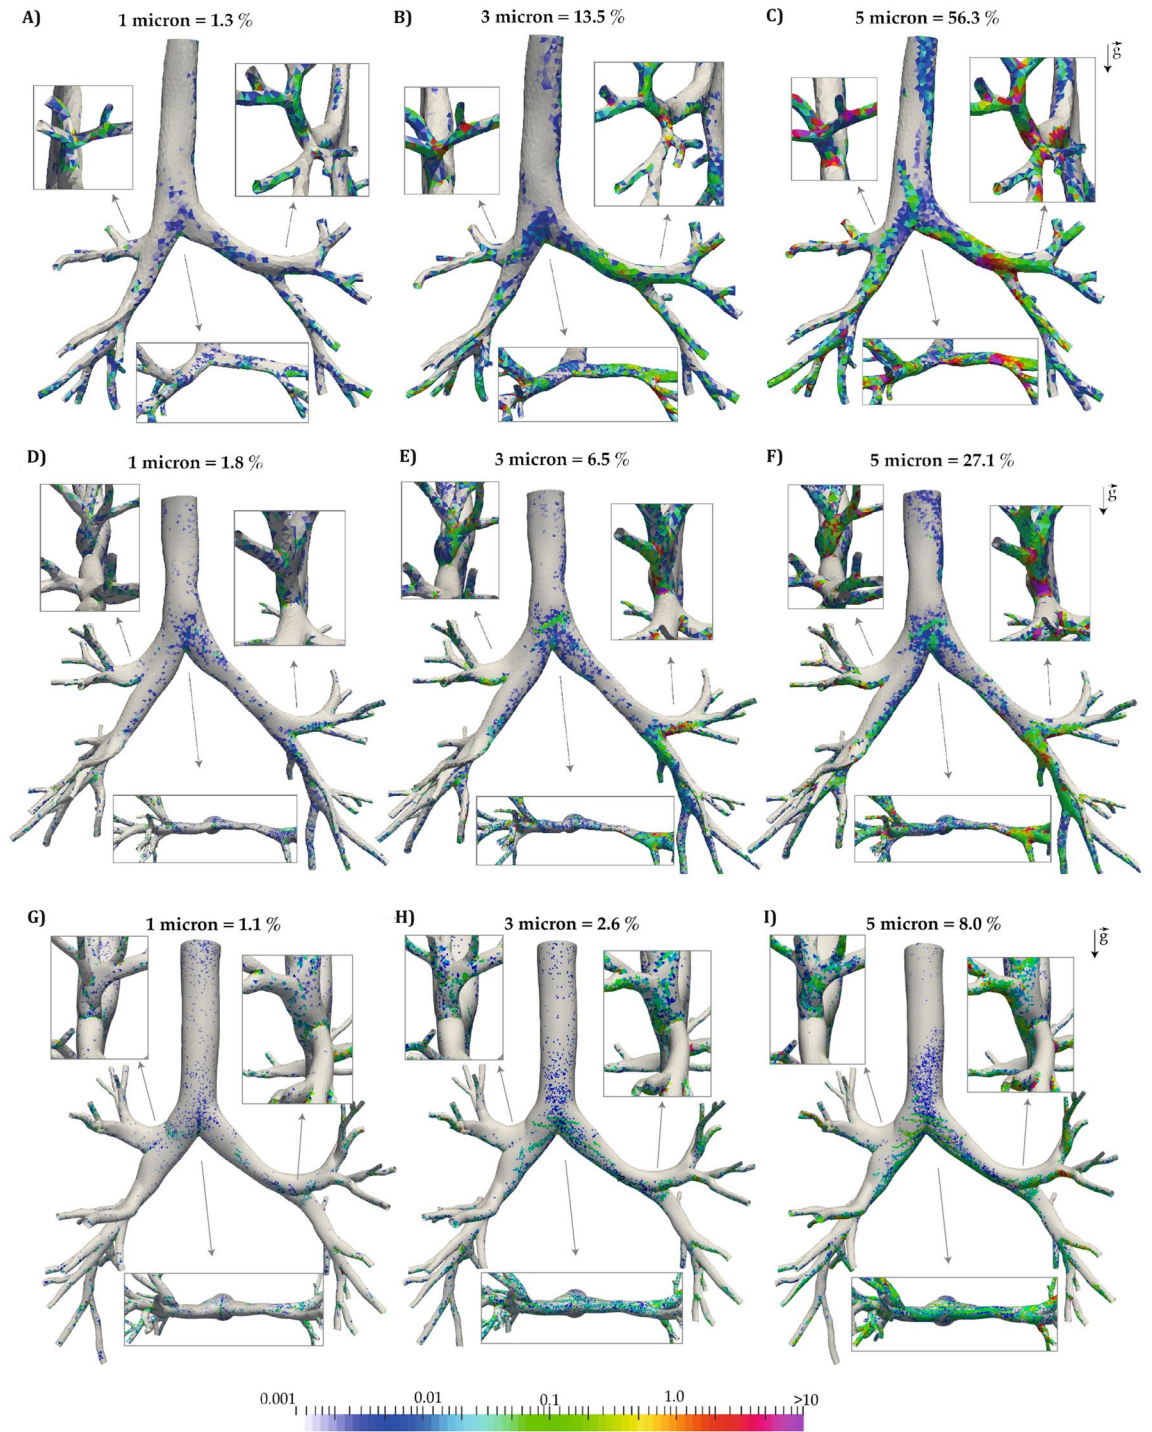 A) 1 micron = 1.3 %
B) 3 micron = 13.5 %
C) 5 micron = 56.3 %
g
D) 1 micron = 1.8 %
E) 3 micron = 6.5 %
F) 5 micron = 27.1 %
g
G) 1 micron = 1.1 %
H) 3 micron = 2.6 %
I) 5 micron = 8.0 %
g
0.001 0.01 0.1 1.0 >10